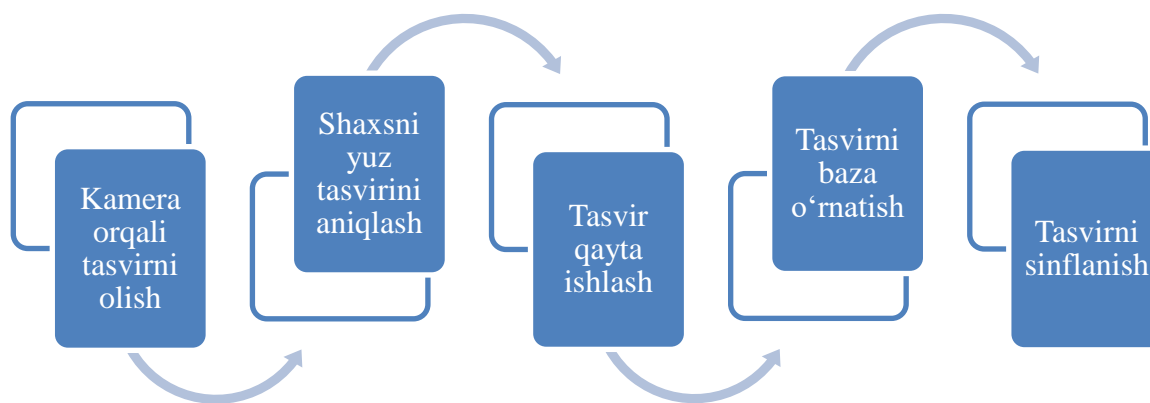 Kamera
orqali
tasvirni
olish
Shaxsni
yuz
tasvirini
aniqlash
Tasvir
qayta
ishlash
Tasvirni
baza
o‘rnatish
Tasvirni
sinflanish